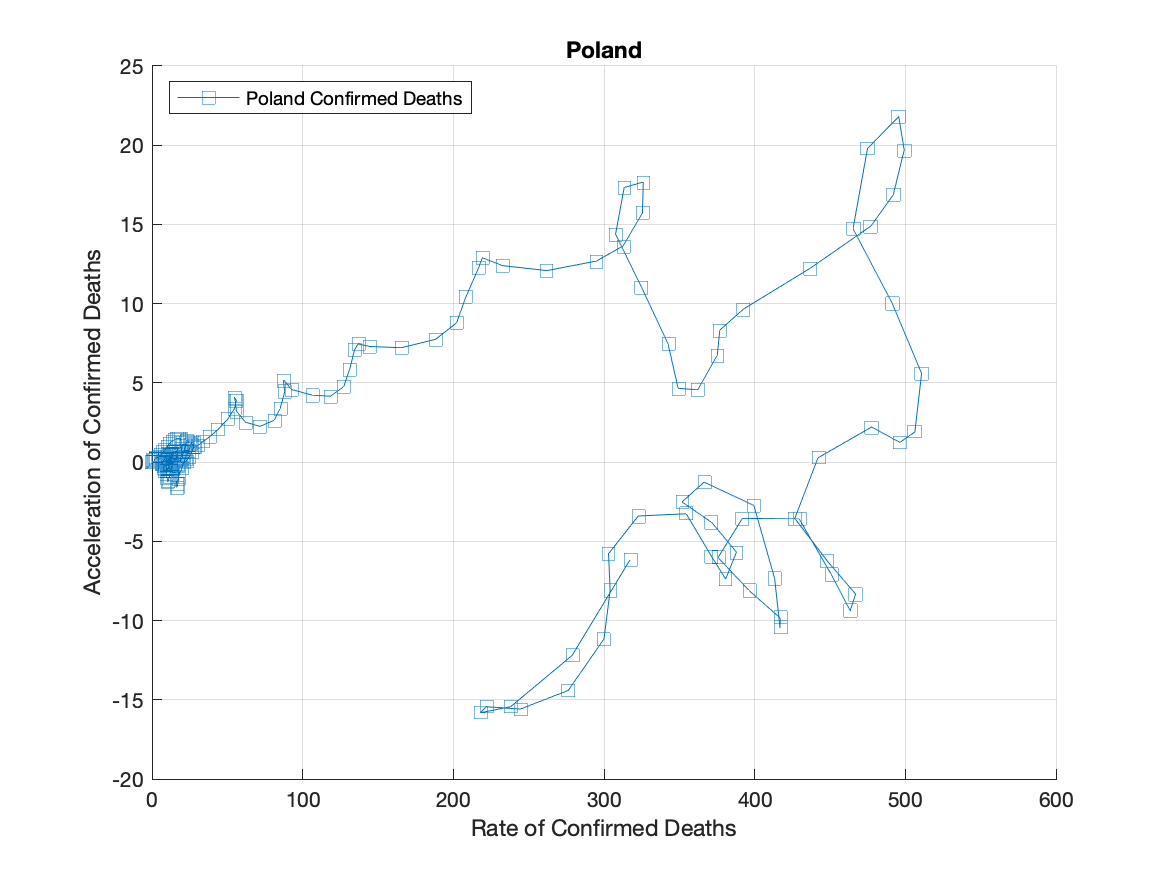 Poland
Poland Confirmed Deaths
25
20
15
10
5
0
-5
-10
-15
-20
Acceleration of Confirmed Deaths
0 100 200 300 400 500 600
Rate of Confirmed Deaths